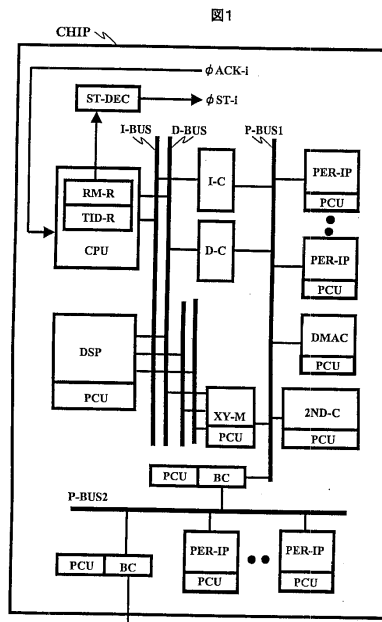 図1
CHIP
φACK-i
ST-DEC
φST-i
I-BUS
D-BUS
P-BUS1
RM-R
TID-R
CPU
I-C
PER-IP
PCU
D-C
PER-IP
PCU
DSP
PCU
DMAC
PCU
XY-M
PCU
2ND-C
PCU
PCU
BC
P-BUS2
PER-IP
PCU
PER-IP
PCU
PCU
BC